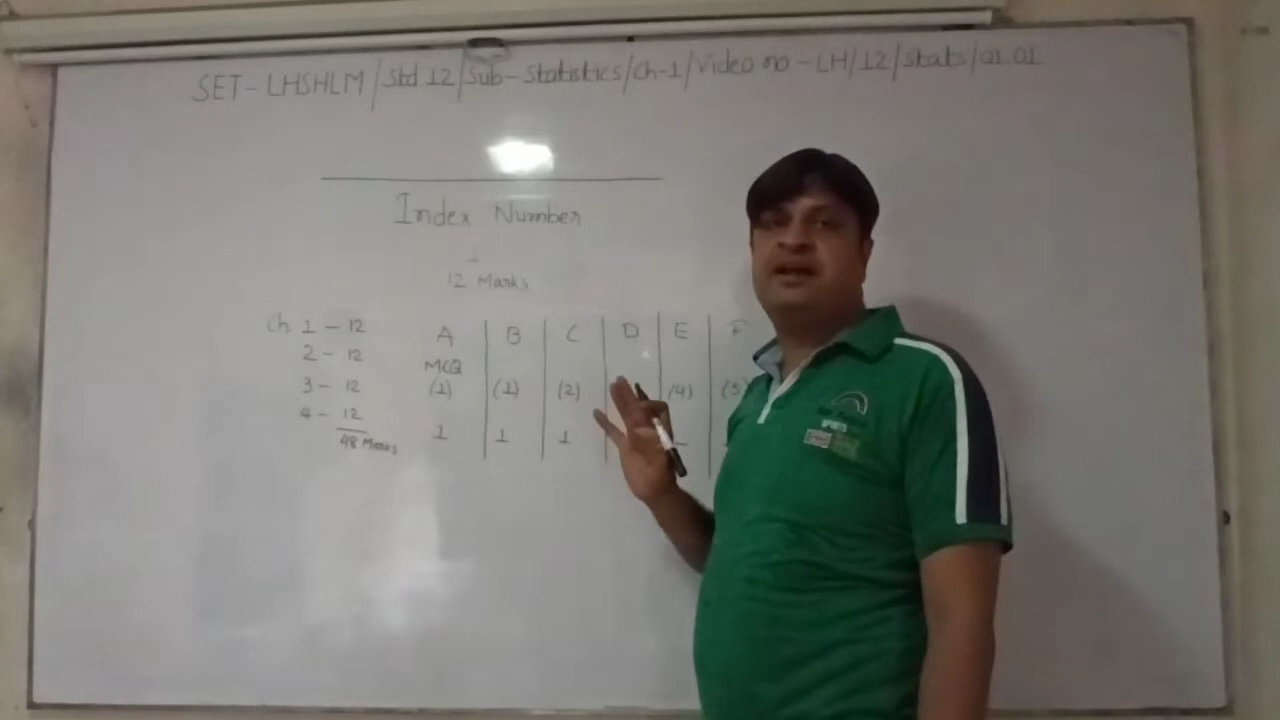 SET- LHSHLM / Std 12 / Sub- Statistics / Ch-1 / Video no - LH / 12 / Stats / 01.01
Index Number
12 Marks
Ch 1 - 12
2 - 12
3 - 12
4 - 12
48 Marks
A B C D E F
MCQ
(1) (1) (2) (4)
1 1 1
SPORTS